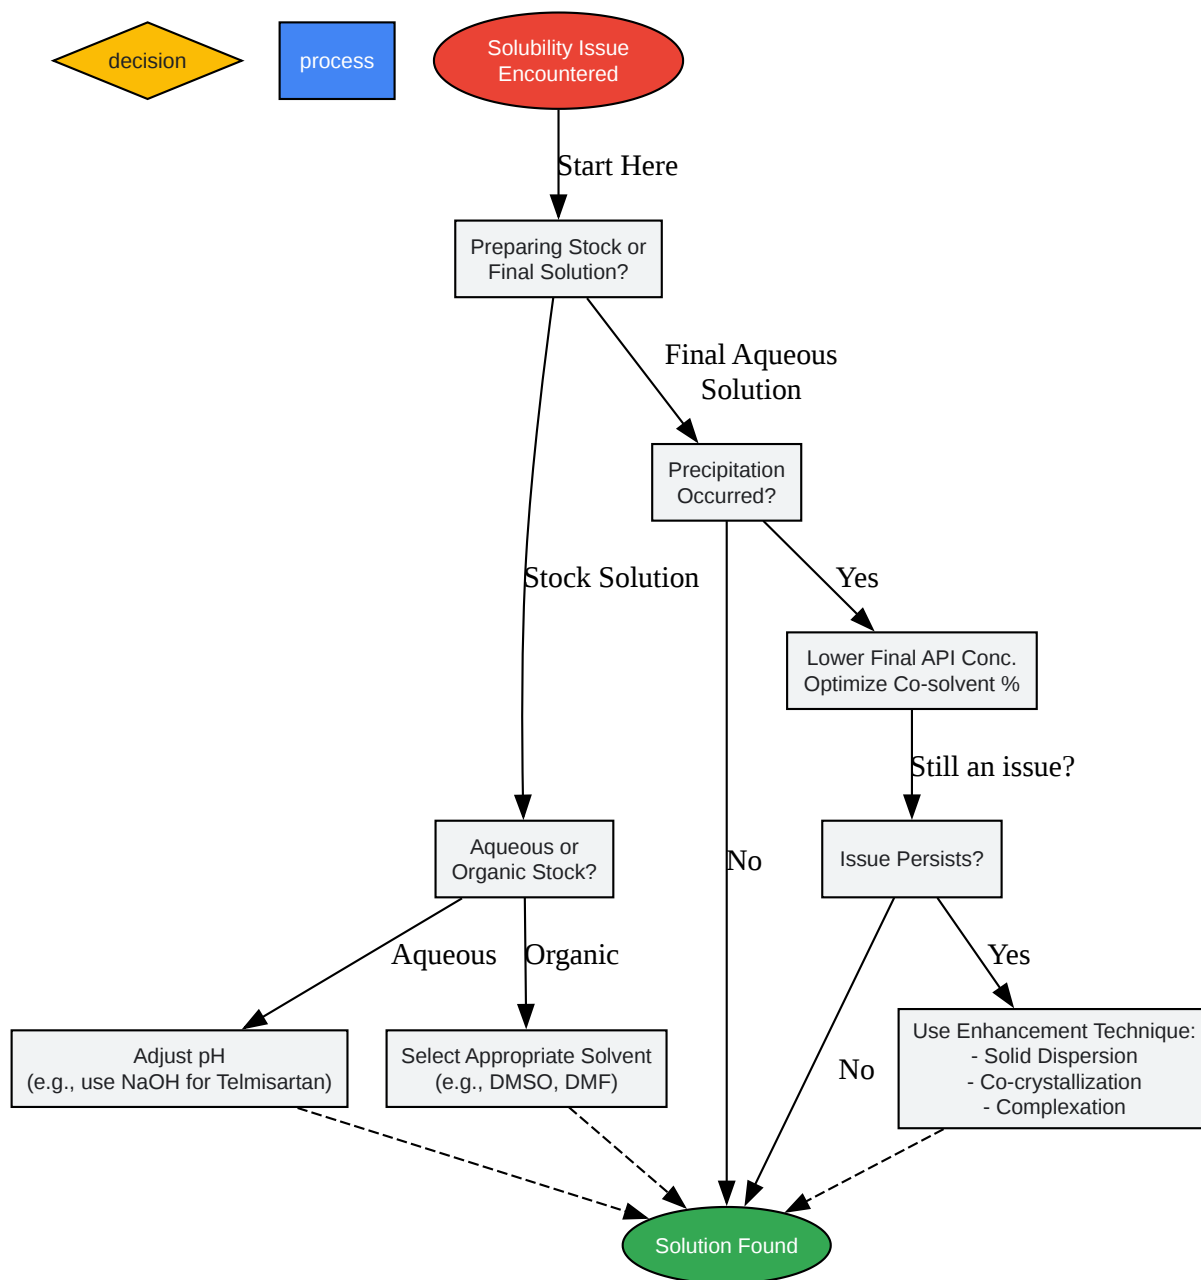 decision
process
Solubility Issue
Encountered
Start Here
Preparing Stock or
Final Solution?
Final Aqueous
Solution
Precipitation
Occurred?
Stock Solution
Yes
Lower Final API Conc.
Optimize Co-solvent %
Still an issue?
Aqueous or
Organic Stock?
No
Issue Persists?
Aqueous
Organic
Yes
Adjust pH
(e.g., use NaOH for Telmisartan)
Select Appropriate Solvent
(e.g., DMSO, DMF)
No
Use Enhancement Technique:
- Solid Dispersion
- Co-crystallization
- Complexation
Solution Found